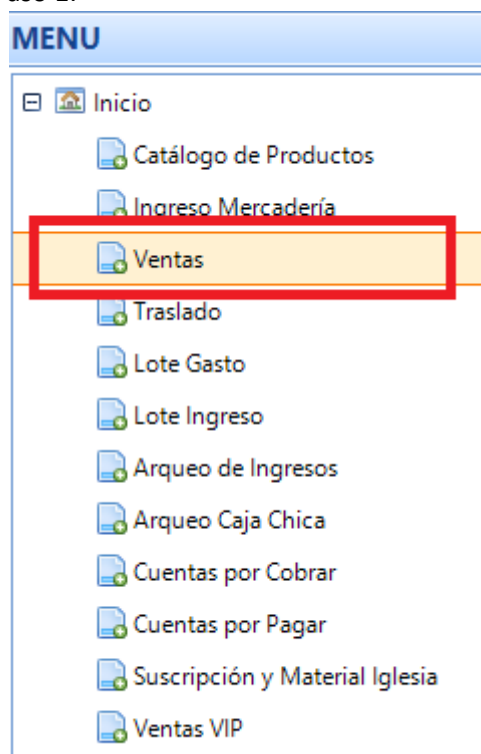 MENU
Inicio
Catálogo de Productos
Ingreso Mercadería
Ventas
Traslado
Lote Gasto
Lote Ingreso
Arqueo de Ingresos
Arqueo Caja Chica
Cuentas por Cobrar
Cuentas por Pagar
Suscripción y Material Iglesia
Ventas VIP